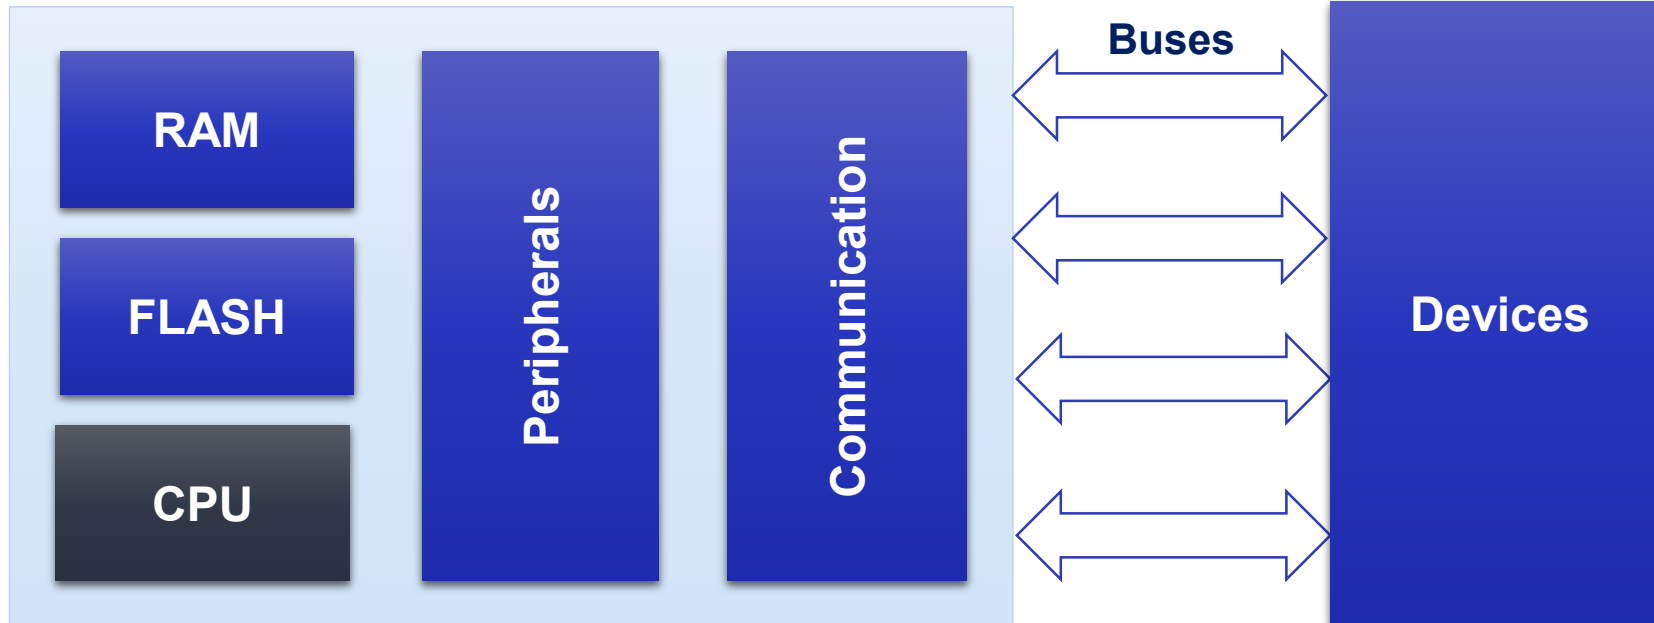 RAM
FLASH
CPU
Peripherals
Communication
Buses
Devices